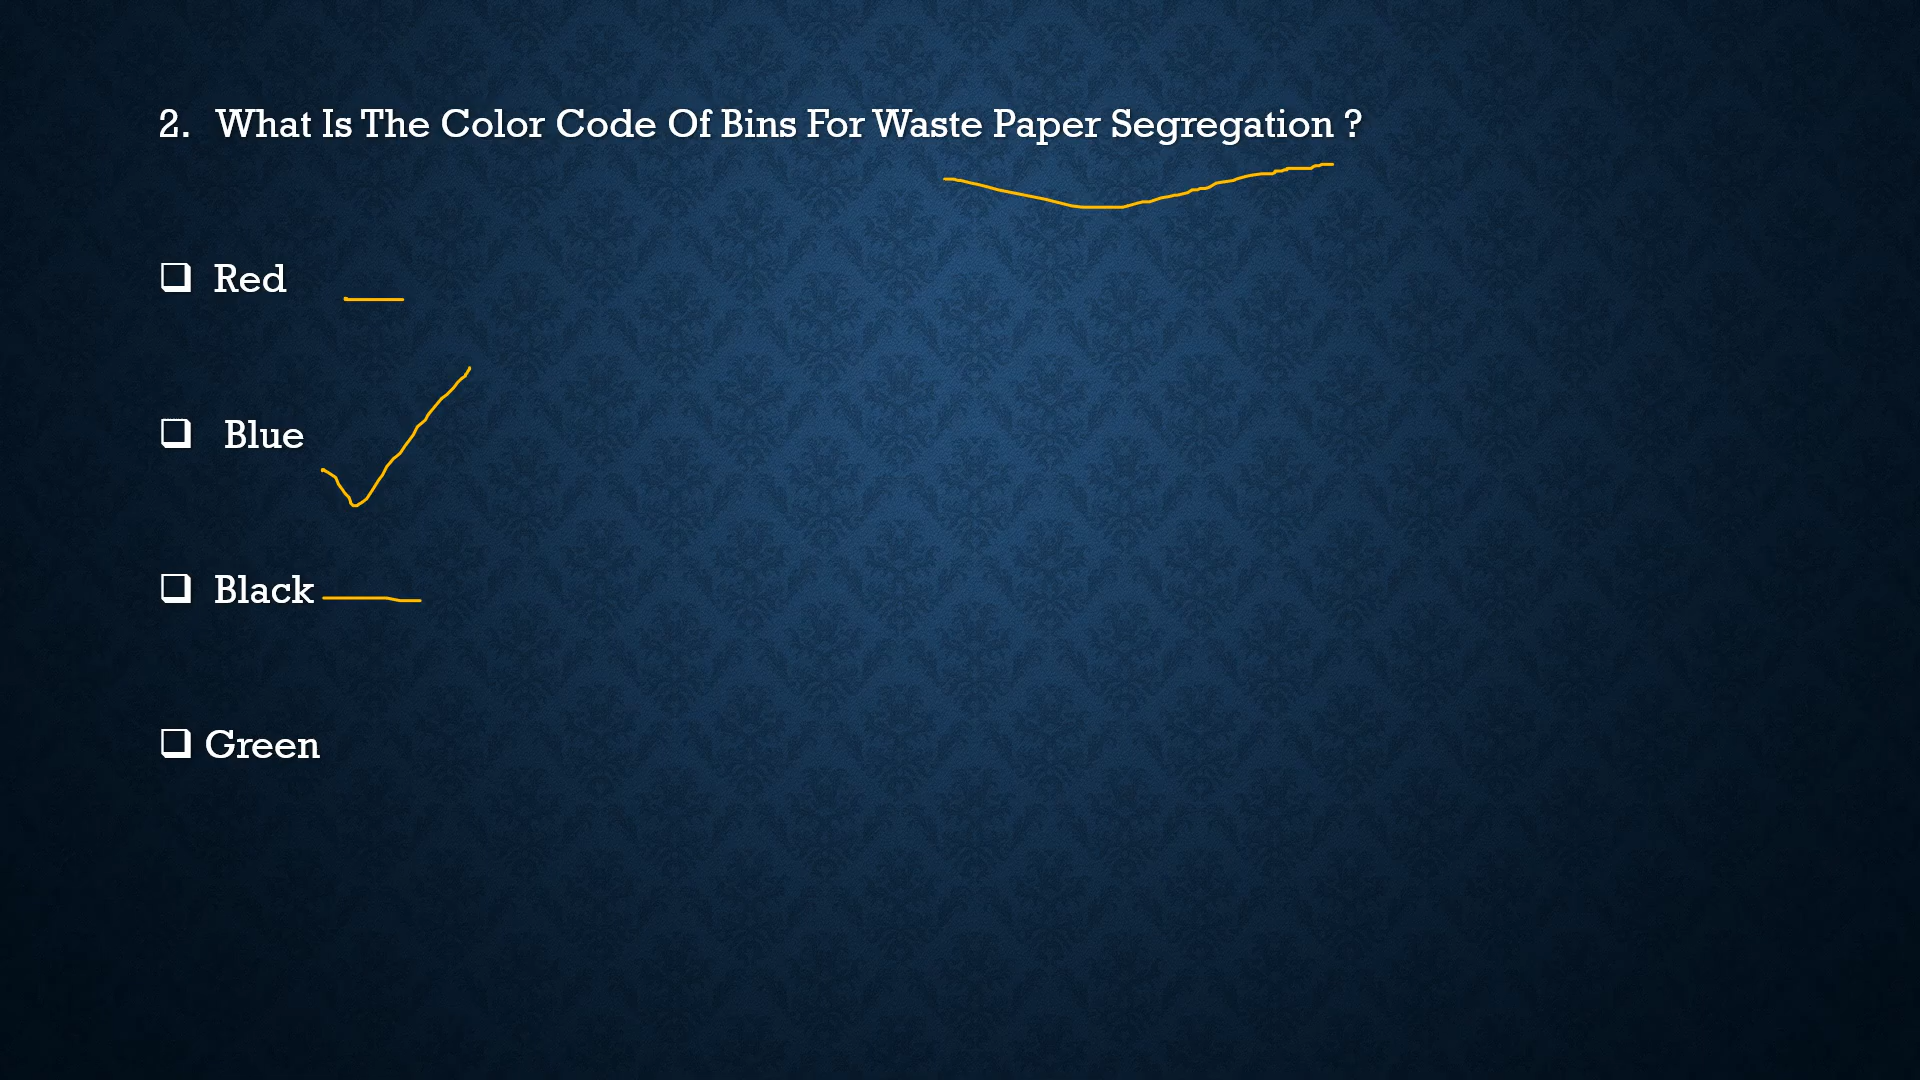 2. What Is The Color Code Of Bins For Waste Paper Segregation ?
Red
Blue
Black
Green